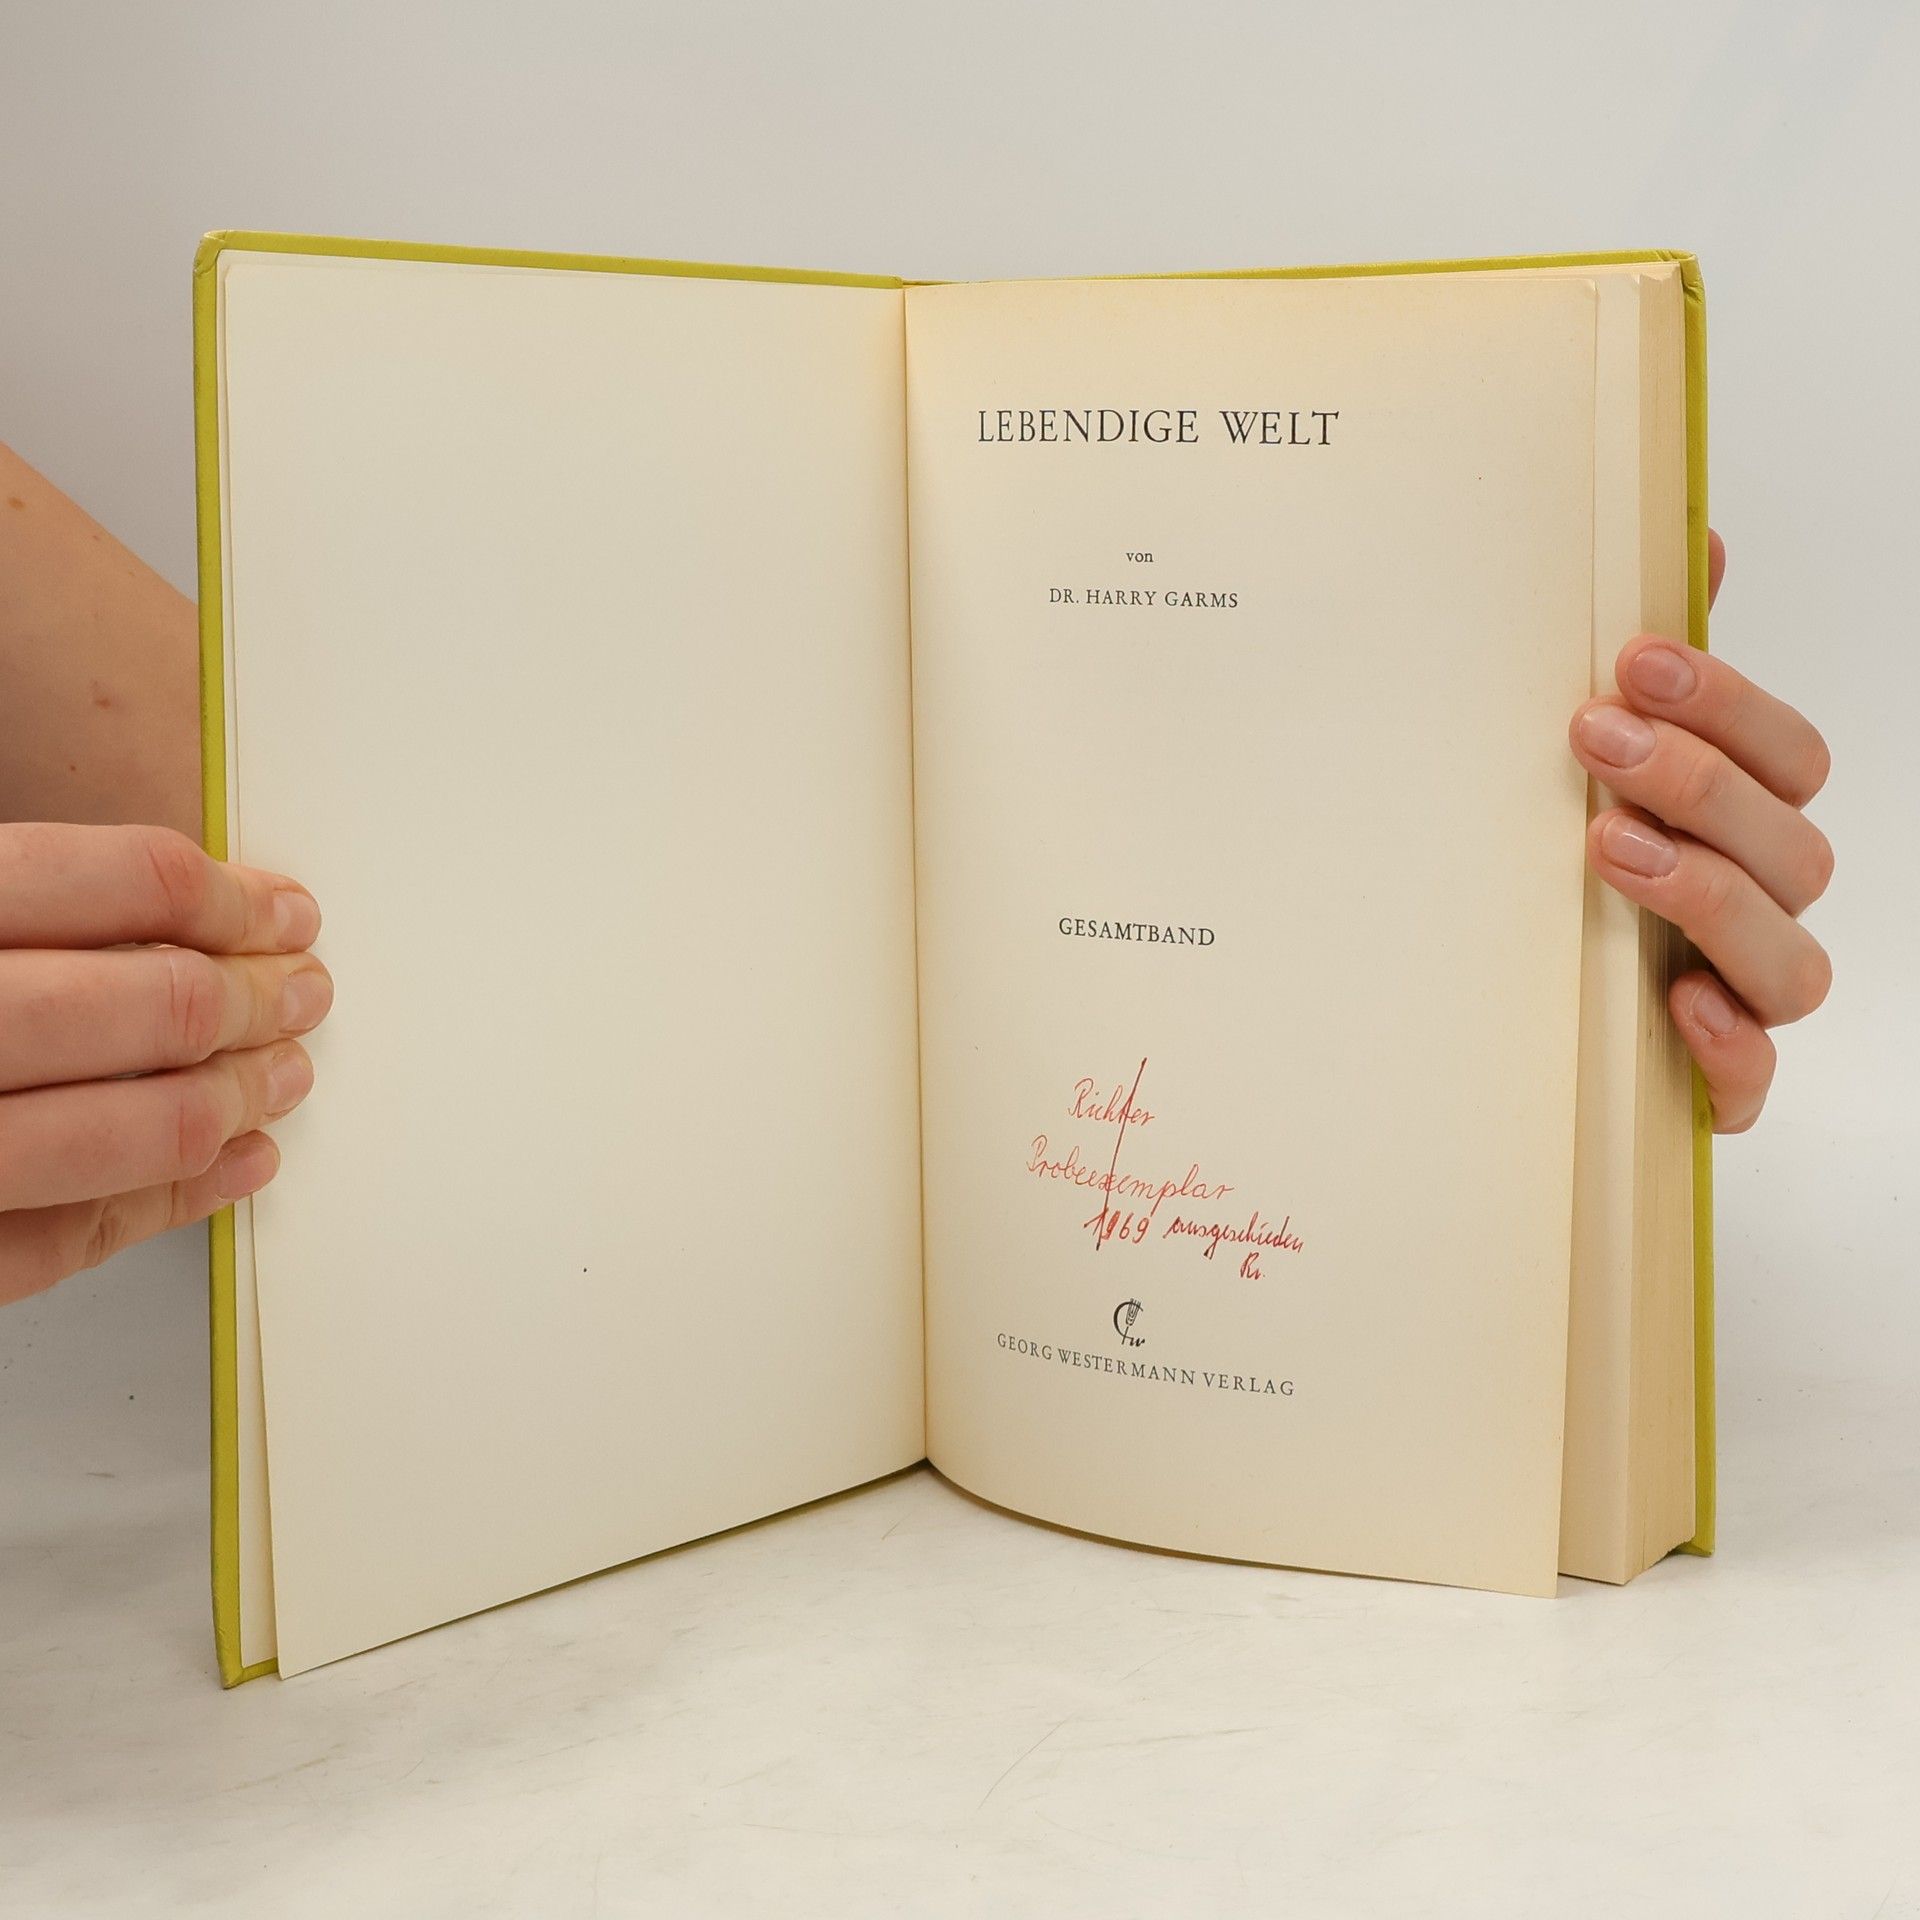 LEBENDIGE WELT
von
DR. HARRY GARMS
GESAMTBAND
Richter
Probeexemplar
1969 ausgeschieden
Ri.
GEORG WESTERMANN VERLAG